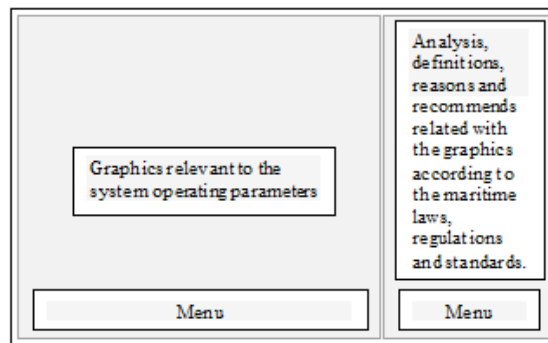 Graphics relevant to the
system operating parameters
Menu
Analysis,
definitions,
reasons and
recommends
related with
the graphics
according to
the maritime
laws,
regulations
and standards.
Menu